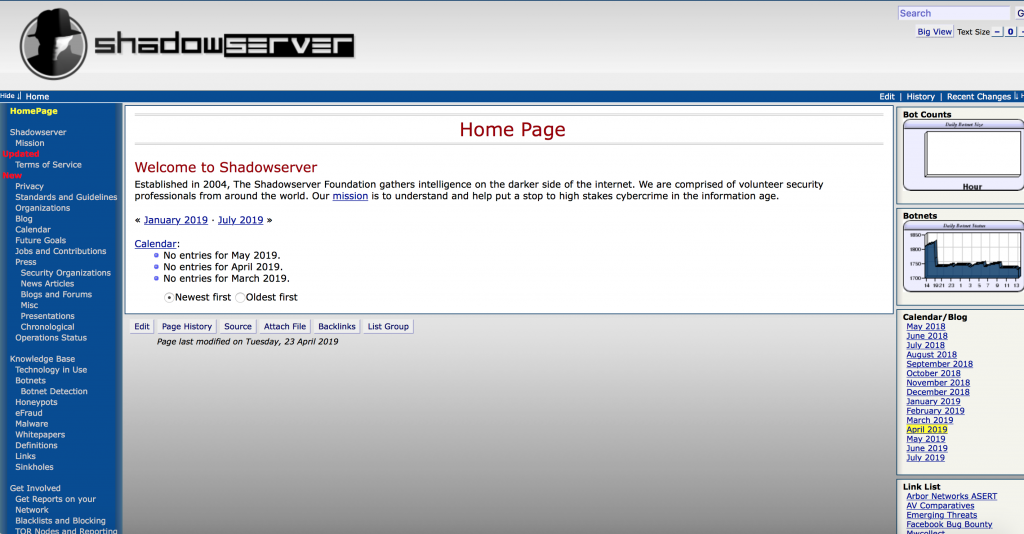 shadowserver
Search
G
Big View Text Size − 0
Hide Home
Edit | History | Recent Changes H
HomePage
Shadowserver
Mission
Updated
Terms of Service
New
Privacy
Standards and Guidelines
Organizations
Blog
Calendar
Future Goals
Jobs and Contributions
Press
Security Organizations
News Articles
Blogs and Forums
Misc
Presentations
Chronological
Operations Status
Knowledge Base
Technology in Use
Botnets
Botnet Detection
Honeypots
eFraud
Malware
Whitepapers
Definitions
Links
Sinkholes
Get Involved
Get Reports on your
Network
Blacklists and Blocking
TOR Nodes and Reporting
Home Page
Welcome to Shadowserver
Established in 2004, The Shadowserver Foundation gathers intelligence on the darker side of the internet. We are comprised of volunteer security
professionals from around the world. Our mission is to understand and help put a stop to high stakes cybercrime in the information age.
« January 2019 · July 2019 »
Calendar:
No entries for May 2019.
No entries for April 2019.
No entries for March 2019.
Newest first Oldest first
Edit Page History Source Attach File Backlinks List Group
Page last modified on Tuesday, 23 April 2019
Bot Counts
Daily Botnet Size
Hour
Botnets
Daily Botnet Status
1850
1800
1750
1700
14 19 21 23 1 3 5 7 9 11 13
Calendar/Blog
May 2018
June 2018
July 2018
August 2018
September 2018
October 2018
November 2018
December 2018
January 2019
February 2019
March 2019
April 2019
May 2019
June 2019
July 2019
Link List
Arbor Networks ASERT
AV Comparatives
Emerging Threats
Facebook Bug Bounty
Mwcollect